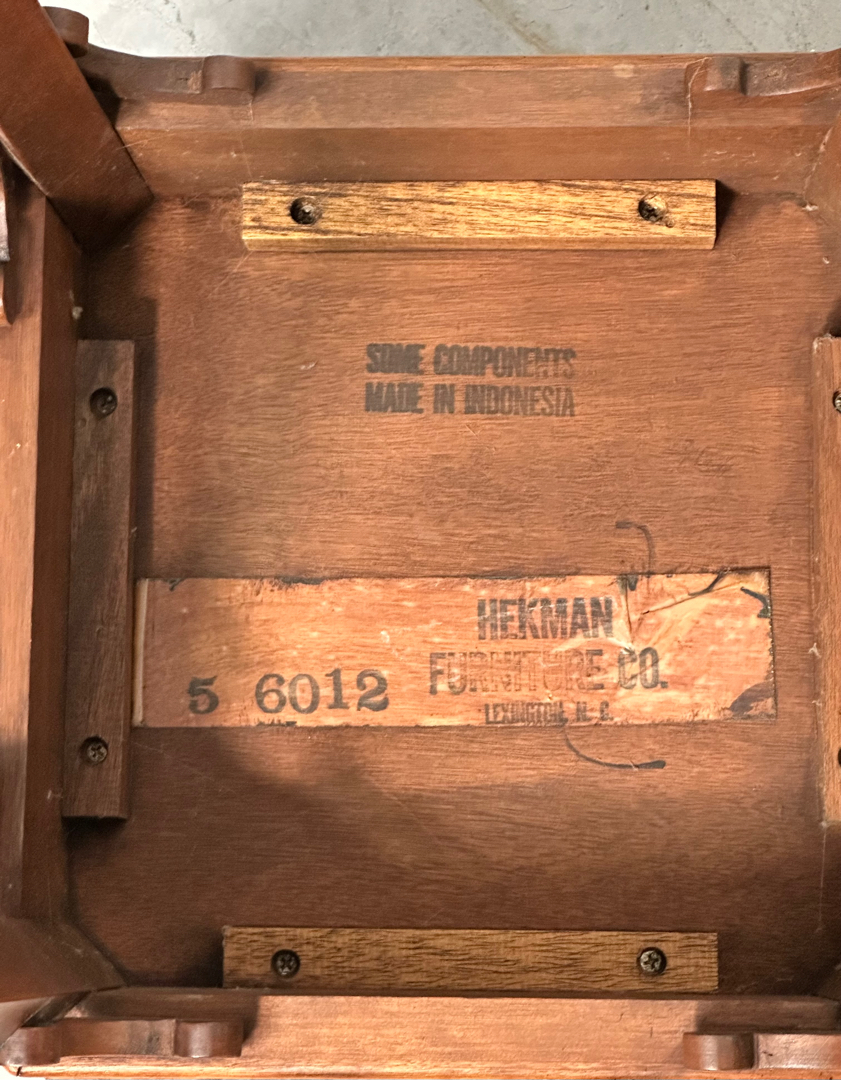 SOME COMPONENTS
MADE IN INDONESIA
HEKMAN
FURNITURE CO.
5 6012
LEXINGTON, N. C.